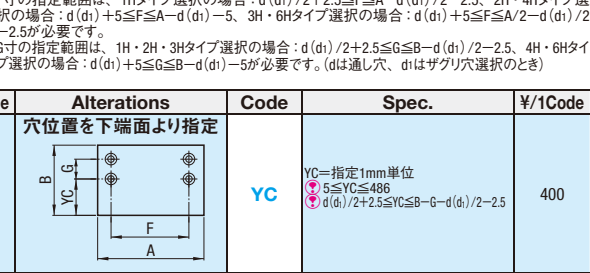 寸の指定範囲は、1Hタイプ選択の場合：d(d₁)/2+2.5≦F≦A−d(d₁)/2−2.5、2H・4Hタイプ選
択の場合：d(d₁)+5≦F≦A−d(d₁)−5、3H・6Hタイプ選択の場合：d(d₁)+5≦F≦A/2−d(d₁)/2
−2.5が必要です。
G寸の指定範囲は、1H・2H・3Hタイプ選択の場合：d(d₁)/2+2.5≦G≦B−d(d₁)/2−2.5、4H・6Hタイ
プ選択の場合：d(d₁)+5≦G≦B−d(d₁)−5が必要です。(dは通し穴、d₁はザグリ穴選択のとき)
e Alterations Code Spec. ¥/1Code
穴位置を下端面より指定
B
G
YC
F
A
YC
YC=指定1mm単位
5≦YC≦486
d(d₁)/2+2.5≦YC≦B−G−d(d₁)/2−2.5
400